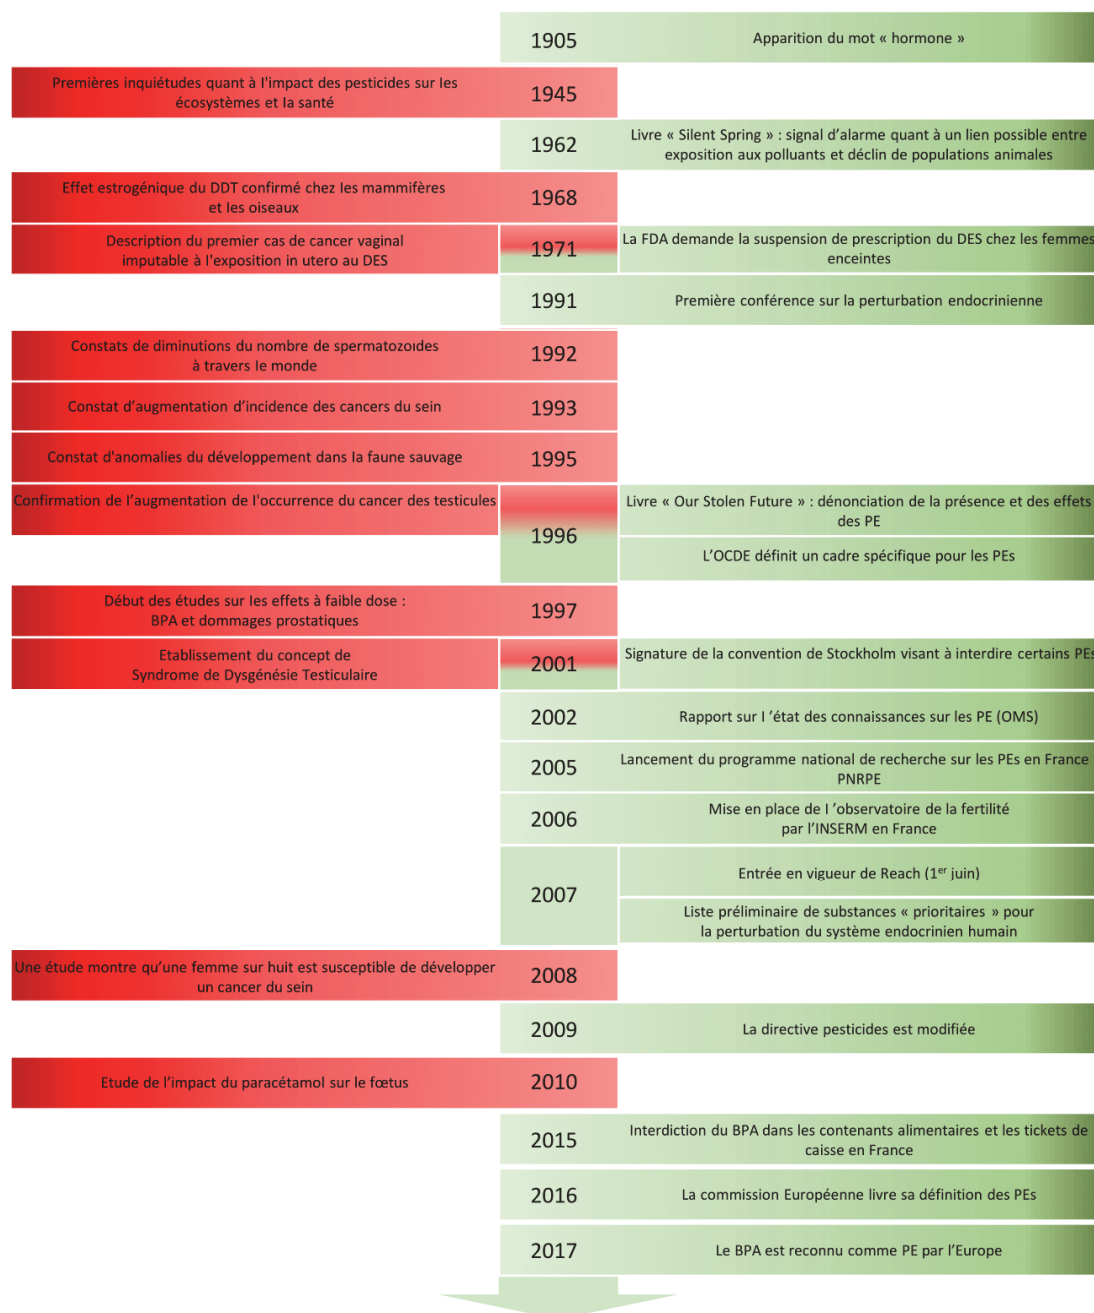 1905
Apparition du mot « hormone »
Premières inquiétudes quant à l'impact des pesticides sur les
écosystèmes et la santé
1945
1962
Livre « Silent Spring » : signal d’alarme quant à un lien possible entre
exposition aux polluants et déclin de populations animales
Effet estrogénique du DDT confirmé chez les mammifères
et les oiseaux
1968
Description du premier cas de cancer vaginal
imputable à l'exposition in utero au DES
1971
La FDA demande la suspension de prescription du DES chez les femmes
enceintes
1991
Première conférence sur la perturbation endocrinienne
Constats de diminutions du nombre de spermatozoides
à travers le monde
1992
Constat d’augmentation d’incidence des cancers du sein
1993
Constat d'anomalies du développement dans la faune sauvage
1995
Confirmation de l’augmentation de l'occurrence du cancer des testicules
1996
Livre « Our Stolen Future » : dénonciation de la présence et des effets
des PE
L’OCDE définit un cadre spécifique pour les PEs
Début des études sur les effets à faible dose :
BPA et dommages prostatiques
1997
Etablissement du concept de
Syndrome de Dysgénésie Testiculaire
2001
Signature de la convention de Stockholm visant à interdire certains PEs
2002
Rapport sur l ’état des connaissances sur les PE (OMS)
2005
Lancement du programme national de recherche sur les PEs en France
PNRPE
2006
Mise en place de l ’observatoire de la fertilité
par l’INSERM en France
2007
Entrée en vigueur de Reach (1er juin)
Liste préliminaire de substances « prioritaires » pour
la perturbation du système endocrinien humain
Une étude montre qu’une femme sur huit est susceptible de développer
un cancer du sein
2008
2009
La directive pesticides est modifiée
Etude de l’impact du paracétamol sur le fœtus
2010
2015
Interdiction du BPA dans les contenants alimentaires et les tickets de
caisse en France
2016
La commission Européenne livre sa définition des PEs
2017
Le BPA est reconnu comme PE par l’Europe